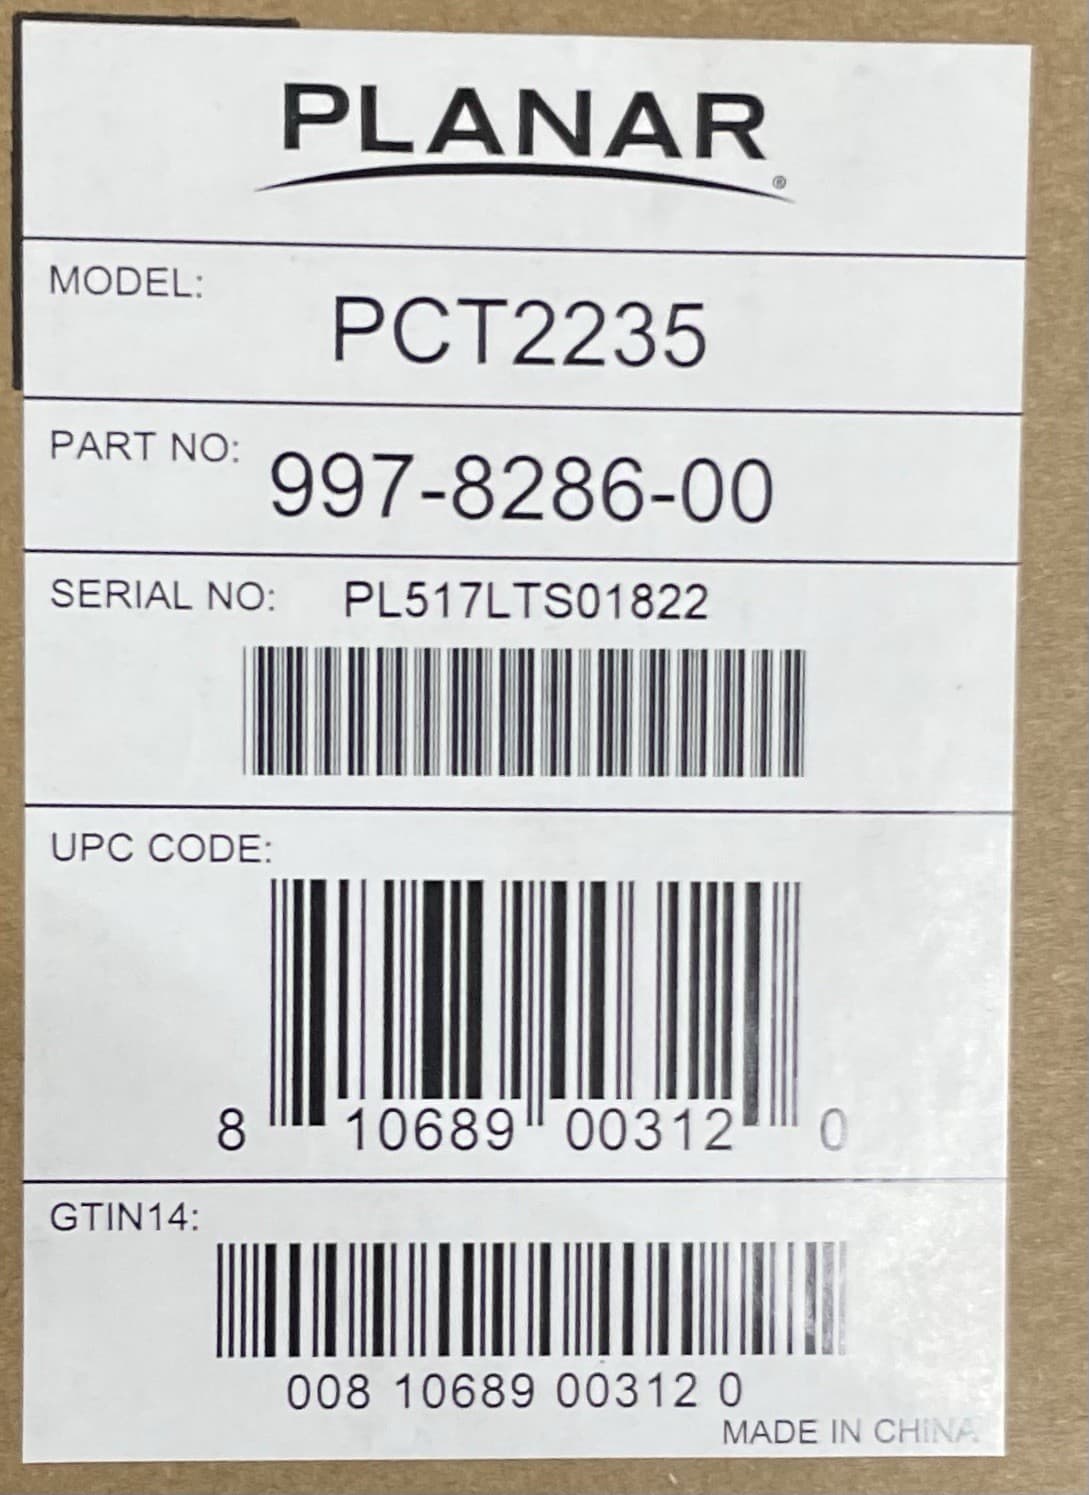 PLANAR®
MODEL: PCT2235
PART NO: 997-8286-00
SERIAL NO: PL517LTS01822
UPC CODE:
8 10689 00312 0
GTIN14:
008 10689 00312 0
MADE IN CHINA